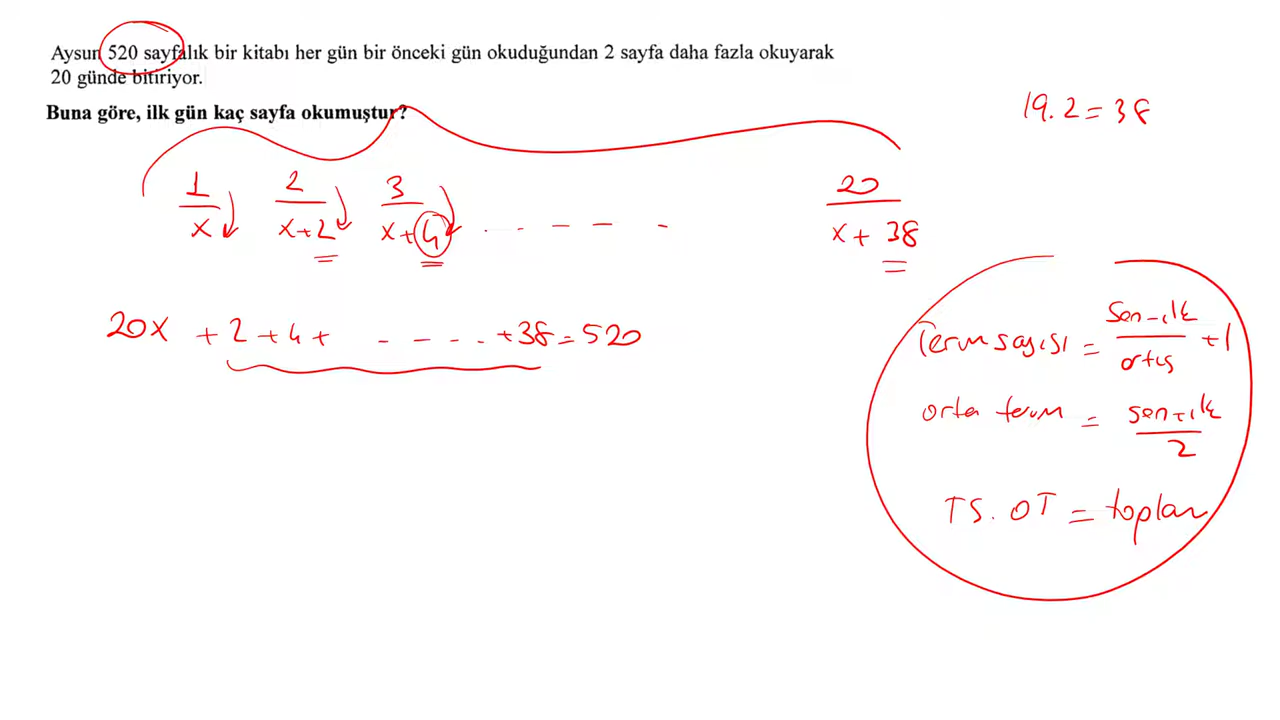 Aysun 520 sayfalık bir kitabı her gün bir önceki gün okuduğundan 2 sayfa daha fazla okuyarak
20 günde bitiriyor.
Buna göre, ilk gün kaç sayfa okumuştur?
19.2=38
1 2 3 20
x x+2 x+4 . . - - - x+38
20x +2+4+ - - - . +38=520
Terim sayısı = son-ilk / artış +1
orta terim = son+ilk / 2
TS. OT = toplam